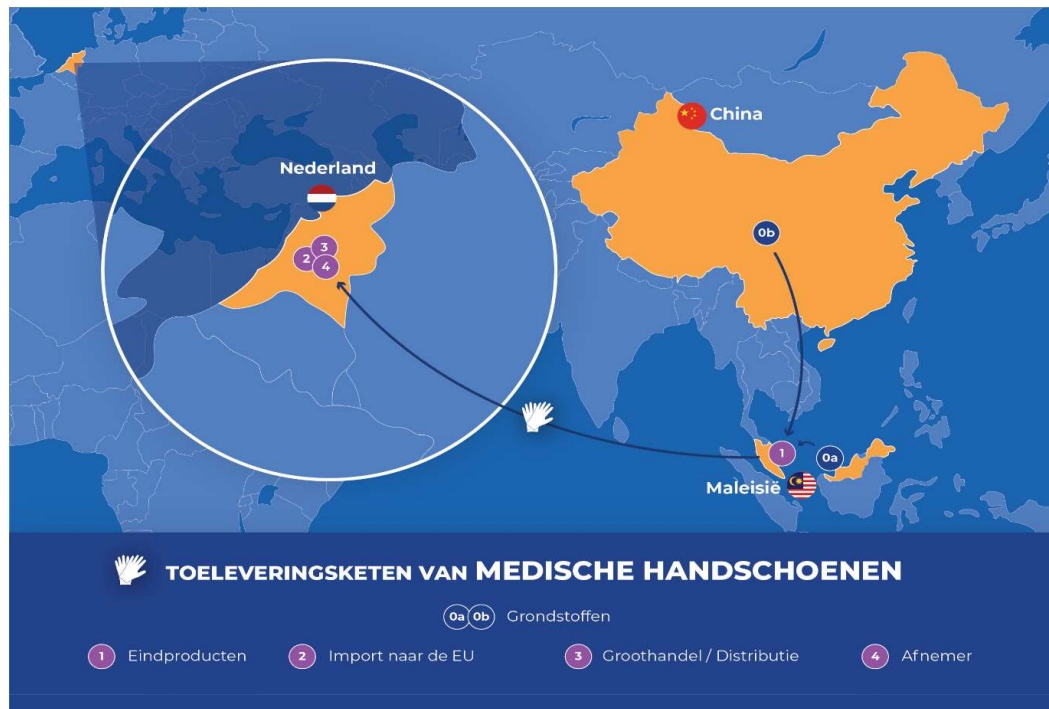 China
Nederland
0b
3
2
4
1
0a
Maleisië
TOELEVERINGSKETEN VAN MEDISCHE HANDSCHOENEN
0a 0b Grondstoffen
1 Eindproducten 2 Import naar de EU 3 Groothandel / Distributie 4 Afnemer